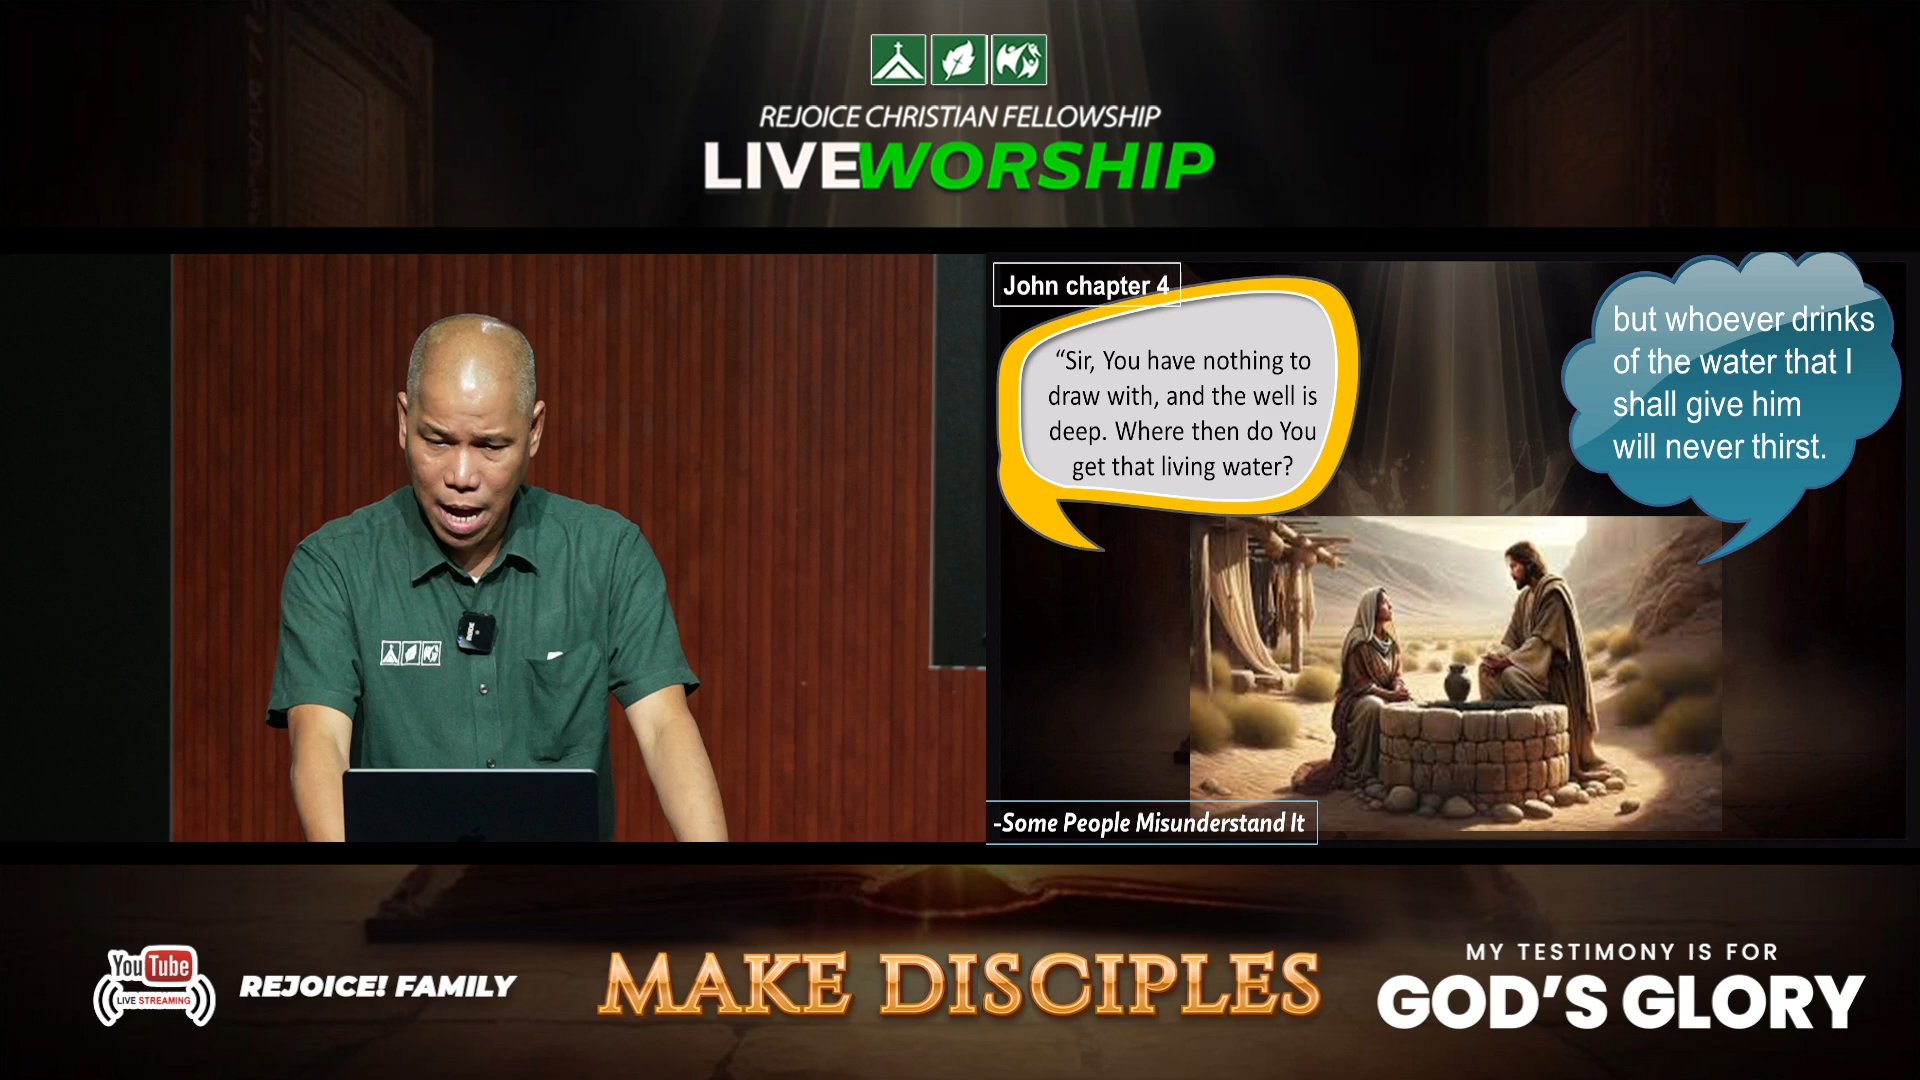 REJOICE CHRISTIAN FELLOWSHIP
LIVEWORSHIP
John chapter 4
“Sir, You have nothing to
draw with, and the well is
deep. Where then do You
get that living water?
but whoever drinks
of the water that I
shall give him
will never thirst.
RODE
-Some People Misunderstand It
YouTube
LIVE STREAMING
REJOICE! FAMILY
MAKE DISCIPLES
MY TESTIMONY IS FOR
GOD’S GLORY